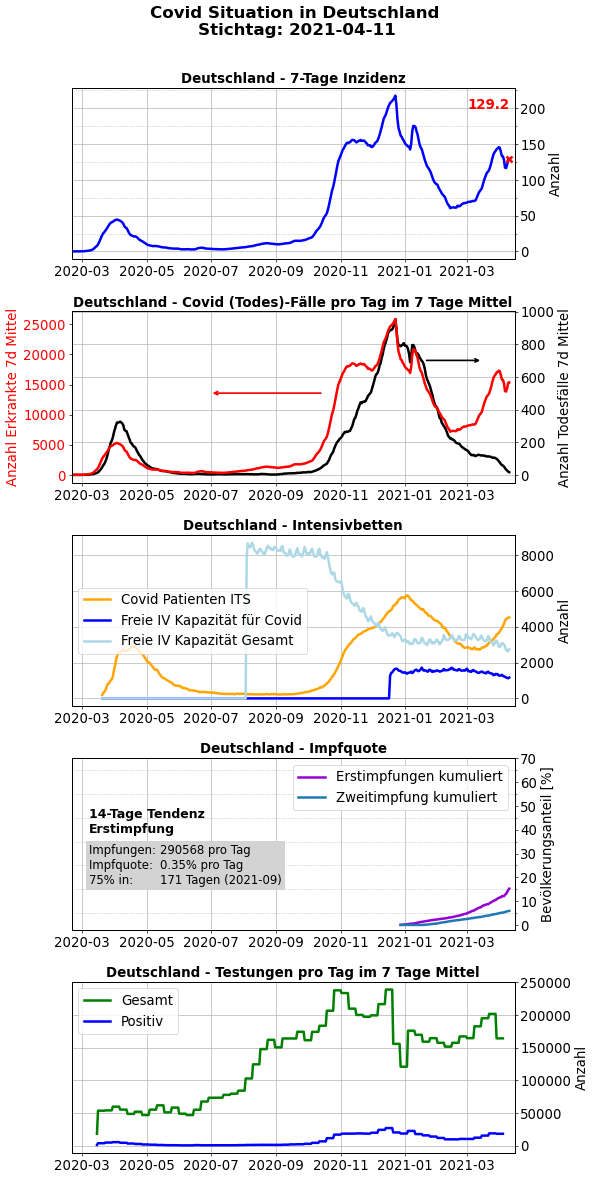 Covid Situation in Deutschland
Stichtag: 2021-04-11
Deutschland - 7-Tage Inzidenz
129.2
200
150
100
50
0
Anzahl
2020-03 2020-05 2020-07 2020-09 2020-11 2021-01 2021-03
Deutschland - Covid (Todes)-Fälle pro Tag im 7 Tage Mittel
Anzahl Erkrankte 7d Mittel
25000
20000
15000
10000
5000
0
1000
800
600
400
200
0
Anzahl Todesfälle 7d Mittel
2020-03 2020-05 2020-07 2020-09 2020-11 2021-01 2021-03
Deutschland - Intensivbetten
Covid Patienten ITS
Freie IV Kapazität für Covid
Freie IV Kapazität Gesamt
8000
6000
4000
2000
0
Anzahl
2020-03 2020-05 2020-07 2020-09 2020-11 2021-01 2021-03
Deutschland - Impfquote
Erstimpfungen kumuliert
Zweitimpfung kumuliert
14-Tage Tendenz
Erstimpfung
Impfungen: 290568 pro Tag
Impfquote: 0.35% pro Tag
75% in: 171 Tagen (2021-09)
70
60
50
40
30
20
10
0
Bevölkerungsanteil [%]
2020-03 2020-05 2020-07 2020-09 2020-11 2021-01 2021-03
Deutschland - Testungen pro Tag im 7 Tage Mittel
Gesamt
Positiv
250000
200000
150000
100000
50000
0
Anzahl
2020-03 2020-05 2020-07 2020-09 2020-11 2021-01 2021-03